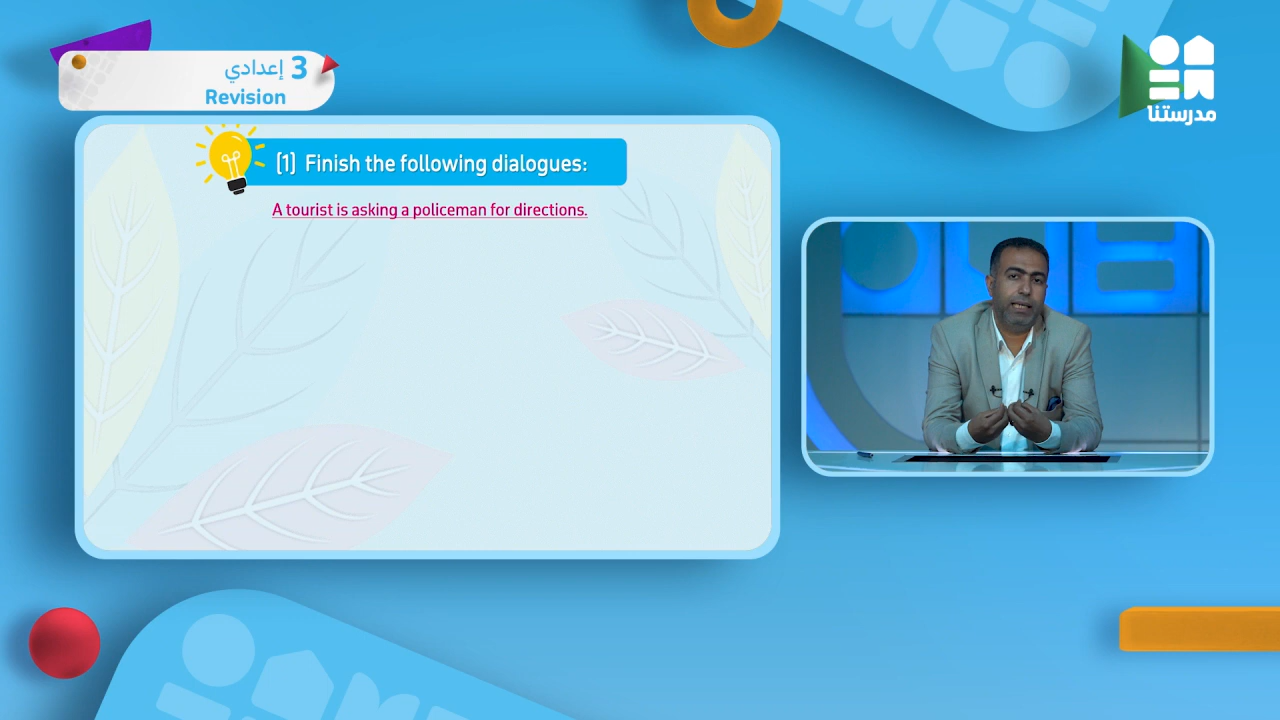 3 إعدادي
Revision
مدرستنا
(1) Finish the following dialogues:
A tourist is asking a policeman for directions.